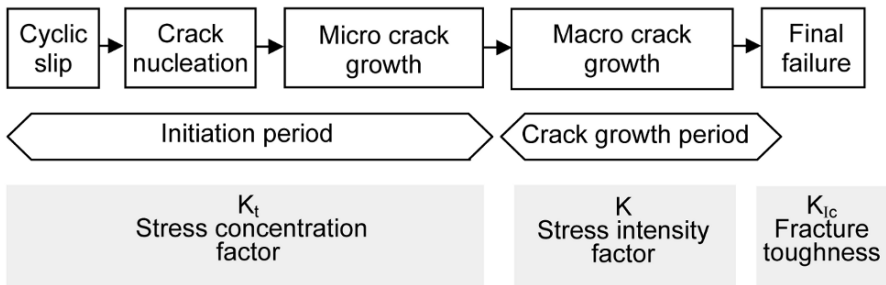 Cyclic
slip
Crack
nucleation
Micro crack
growth
Macro crack
growth
Final
failure
Initiation period
Crack growth period
Kt
Stress concentration
factor
K
Stress intensity
factor
KIc
Fracture
toughness